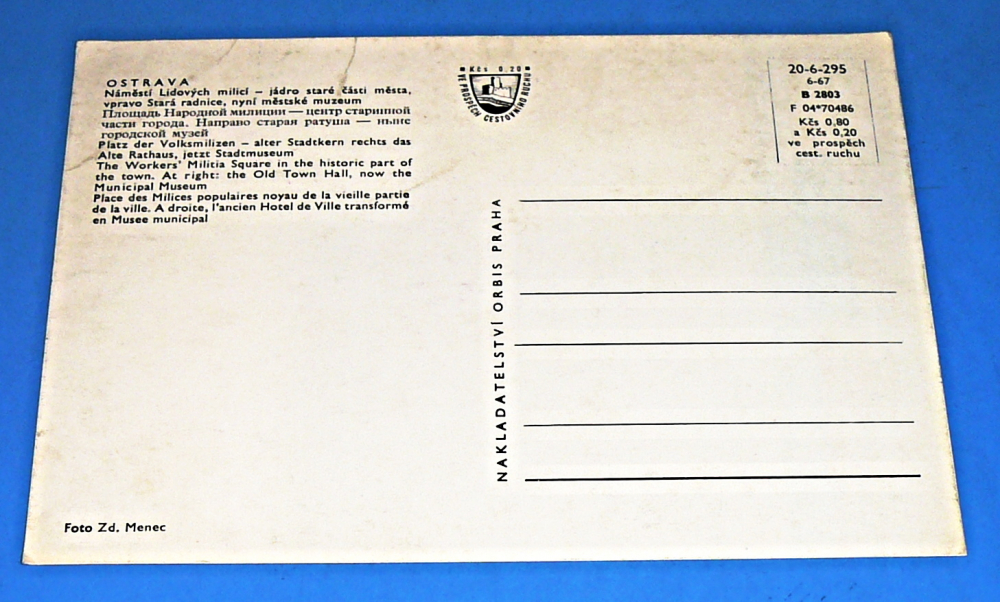 OSTRAVA
Náměstí Lidových milicí – jádro staré části města,
vpravo Stará radnice, nyní městské muzeum
Площадь Народной милиции — центр старинной
части города. Направо старая ратуша — ныне
городской музей
Platz der Volksmilizen – alter Stadtkern rechts das
Alte Rathaus, jetzt Stadtmuseum
The Workers' Militia Square in the historic part of
the town. At right: the Old Town Hall, now the
Municipal Museum
Place des Milices populaires noyau de la vieille partie
de la ville. A droite, l'ancien Hotel de Ville transformé
en Musee municipal
Foto Zd. Menec
Kčs 0.20
VE PROSPĚCH CESTOVNÍHO RUCHU
NAKLADATELSTVÍ ORBIS PRAHA
20-6-295
6-67
B 2803
F 04*70486
Kčs 0,80
a Kčs 0,20
ve prospěch
cest. ruchu